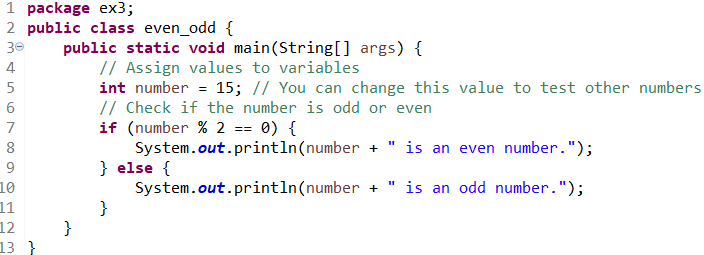 1 package ex3;
2 public class even_odd {
3 public static void main(String[] args) {
4 // Assign values to variables
5 int number = 15; // You can change this value to test other numbers
6 // Check if the number is odd or even
7 if (number % 2 == 0) {
8 System.out.println(number + " is an even number.");
9 } else {
10 System.out.println(number + " is an odd number.");
11 }
12 }
13 }